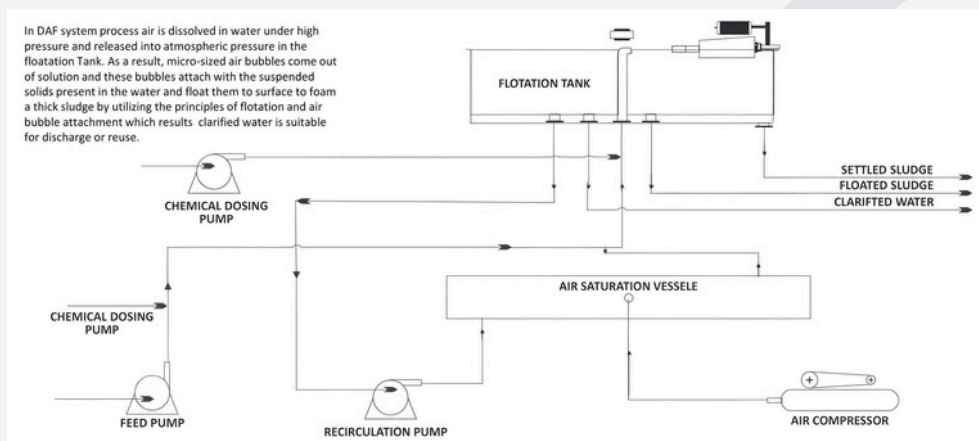 In DAF system process air is dissolved in water under high
pressure and released into atmospheric pressure in the
floatation Tank. As a result, micro-sized air bubbles come out
of solution and these bubbles attach with the suspended
solids present in the water and float them to surface to foam
a thick sludge by utilizing the principles of flotation and air
bubble attachment which results clarified water is suitable
for discharge or reuse.
FLOTATION TANK
SETTLED SLUDGE
FLOATED SLUDGE
CLARIFTED WATER
CHEMICAL DOSING
PUMP
AIR SATURATION VESSELE
CHEMICAL DOSING
PUMP
FEED PUMP
RECIRCULATION PUMP
AIR COMPRESSOR